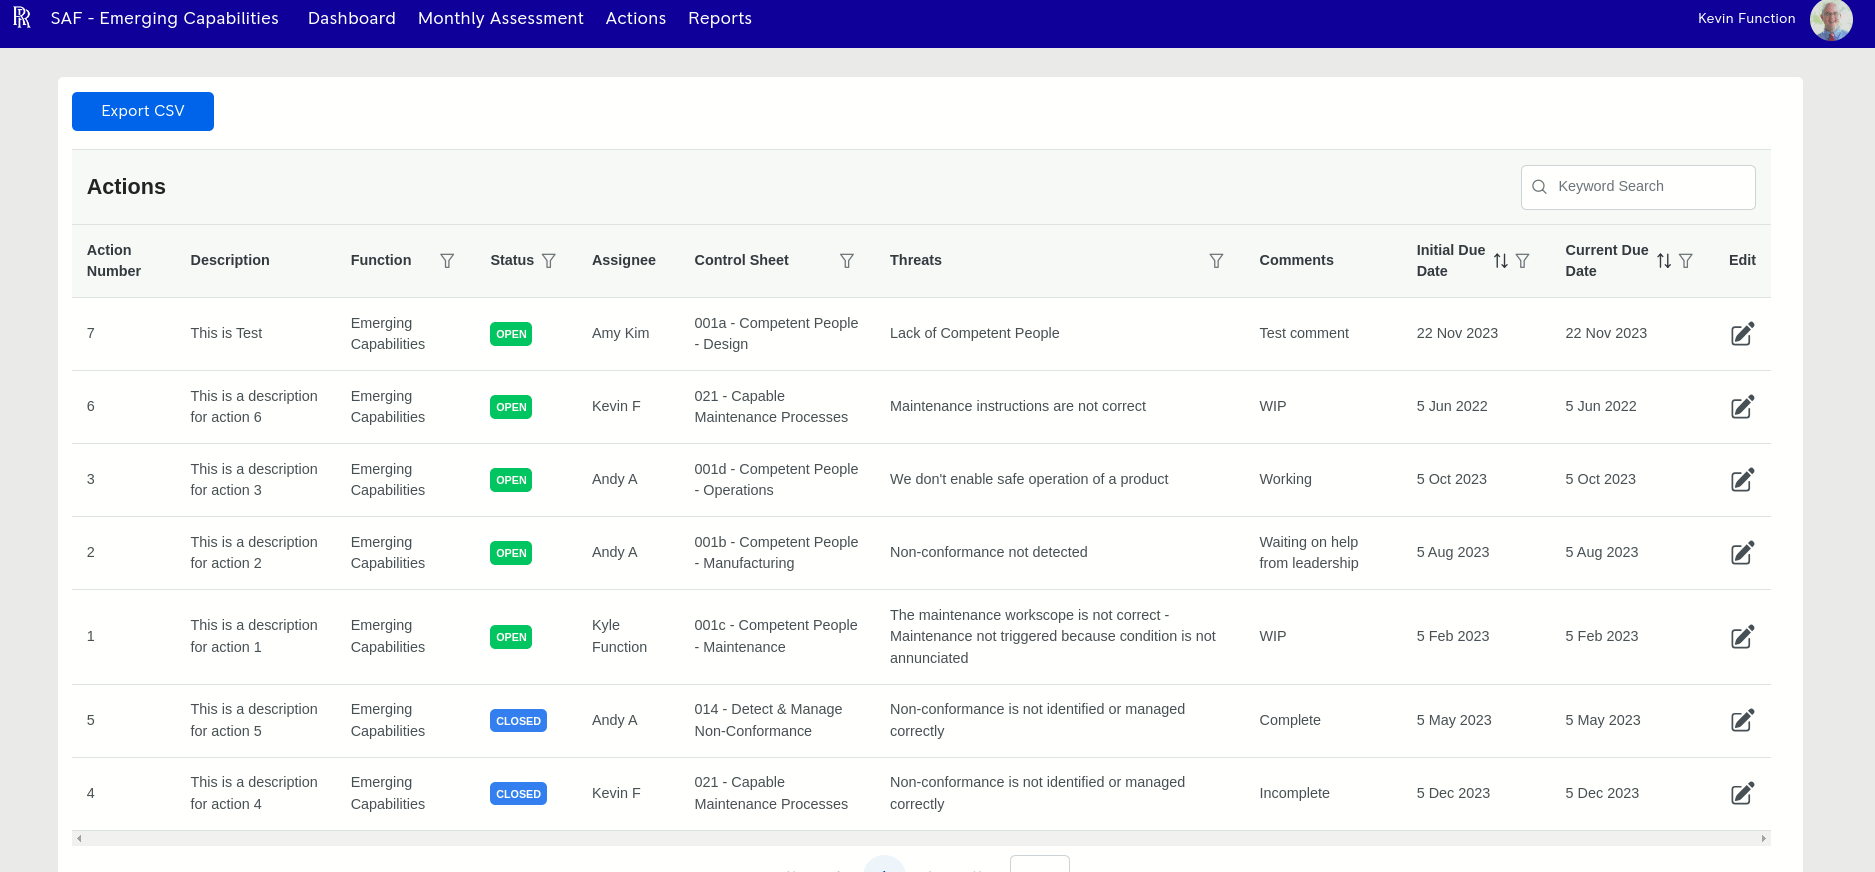 RR SAF - Emerging Capabilities Dashboard Monthly Assessment Actions Reports Kevin Function
Export CSV
Actions Keyword Search
Action
Number
Description
Function
Status
Assignee
Control Sheet
Threats
Comments
Initial Due
Date
Current Due
Date
Edit
7
This is Test
Emerging
Capabilities
OPEN
Amy Kim
001a - Competent People
- Design
Lack of Competent People
Test comment
22 Nov 2023
22 Nov 2023
6
This is a description
for action 6
Emerging
Capabilities
OPEN
Kevin F
021 - Capable
Maintenance Processes
Maintenance instructions are not correct
WIP
5 Jun 2022
5 Jun 2022
3
This is a description
for action 3
Emerging
Capabilities
OPEN
Andy A
001d - Competent People
- Operations
We don't enable safe operation of a product
Working
5 Oct 2023
5 Oct 2023
2
This is a description
for action 2
Emerging
Capabilities
OPEN
Andy A
001b - Competent People
- Manufacturing
Non-conformance not detected
Waiting on help
from leadership
5 Aug 2023
5 Aug 2023
1
This is a description
for action 1
Emerging
Capabilities
OPEN
Kyle
Function
001c - Competent People
- Maintenance
The maintenance workscope is not correct -
Maintenance not triggered because condition is not
annunciated
WIP
5 Feb 2023
5 Feb 2023
5
This is a description
for action 5
Emerging
Capabilities
CLOSED
Andy A
014 - Detect & Manage
Non-Conformance
Non-conformance is not identified or managed
correctly
Complete
5 May 2023
5 May 2023
4
This is a description
for action 4
Emerging
Capabilities
CLOSED
Kevin F
021 - Capable
Maintenance Processes
Non-conformance is not identified or managed
correctly
Incomplete
5 Dec 2023
5 Dec 2023